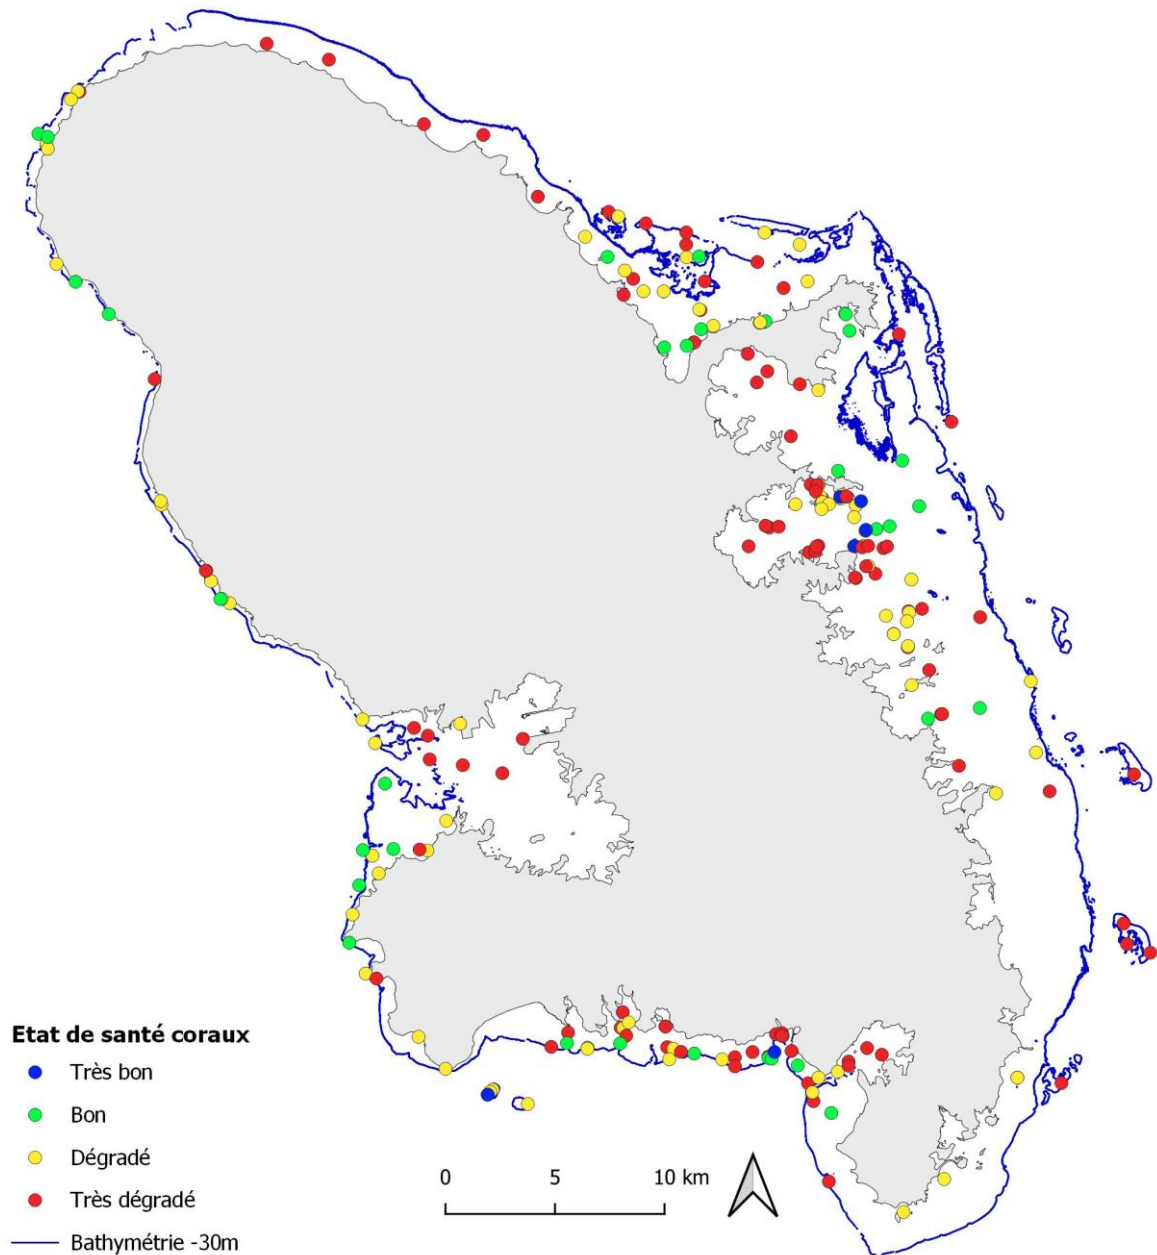 Etat de santé coraux
Très bon
Bon
Dégradé
Très dégradé
Bathymétrie -30m
0 5 10 km